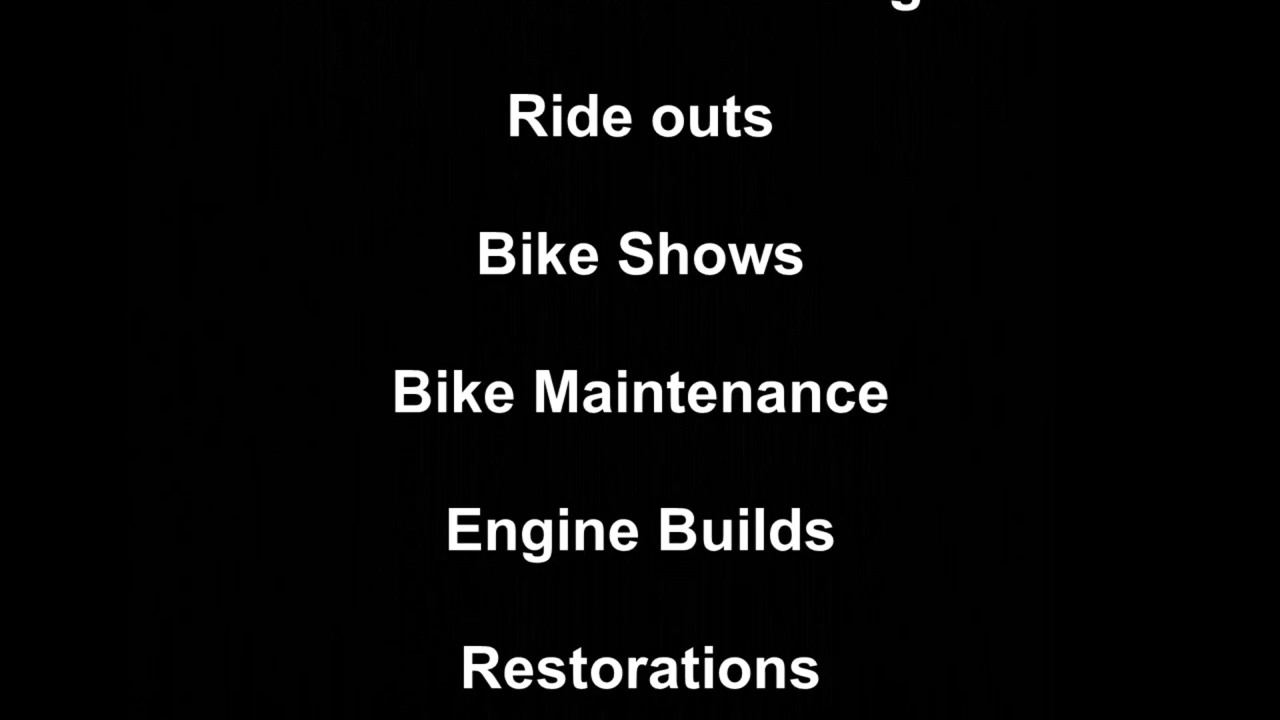 Ride outs
Bike Shows
Bike Maintenance
Engine Builds
Restorations